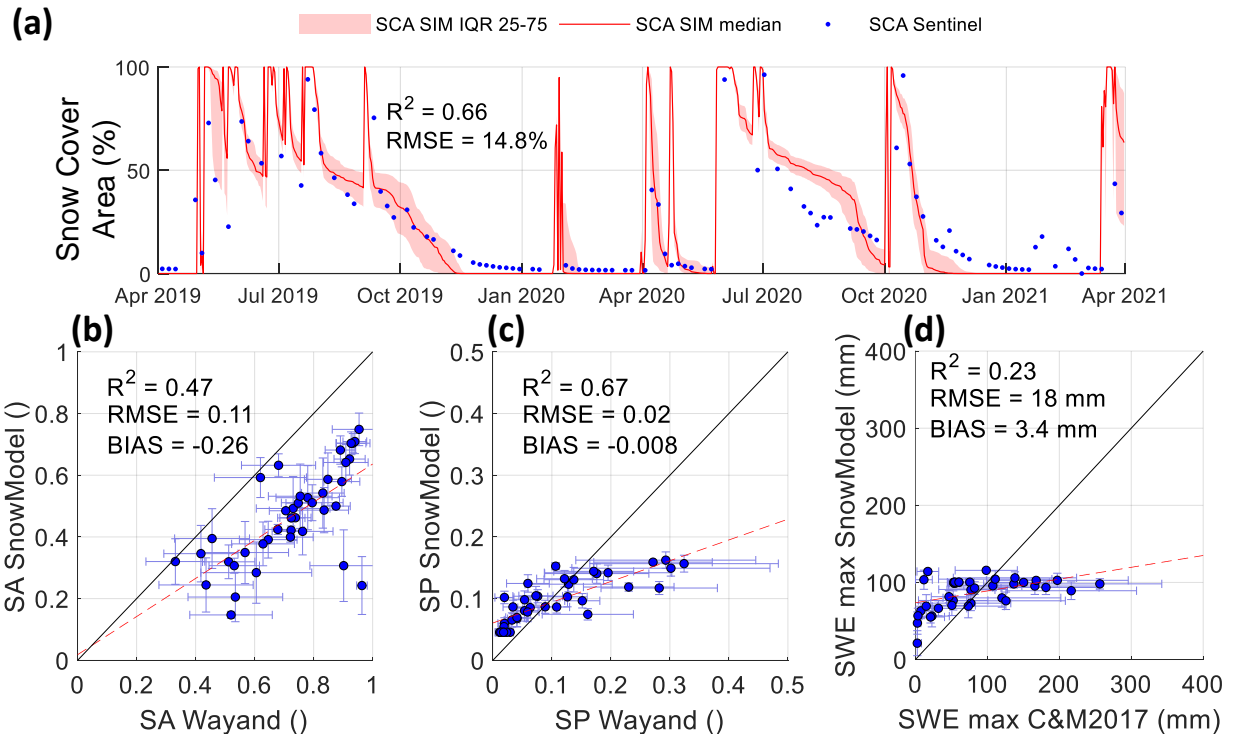 (a)
SCA SIM IQR 25-75 SCA SIM median SCA Sentinel
Snow Cover
Area (%)
100
50
0
R² = 0.66
RMSE = 14.8%
Apr 2019 Jul 2019 Oct 2019 Jan 2020 Apr 2020 Jul 2020 Oct 2020 Jan 2021 Apr 2021
(b)
SA SnowModel ()
1
0.8
0.6
0.4
0.2
0
R² = 0.47
RMSE = 0.11
BIAS = -0.26
0 0.2 0.4 0.6 0.8 1
SA Wayand ()
(c)
SP SnowModel ()
0.5
0.4
0.3
0.2
0.1
0
R² = 0.67
RMSE = 0.02
BIAS = -0.008
0 0.1 0.2 0.3 0.4 0.5
SP Wayand ()
(d)
SWE max SnowModel (mm)
400
300
200
100
0
R² = 0.23
RMSE = 18 mm
BIAS = 3.4 mm
0 100 200 300 400
SWE max C&M2017 (mm)